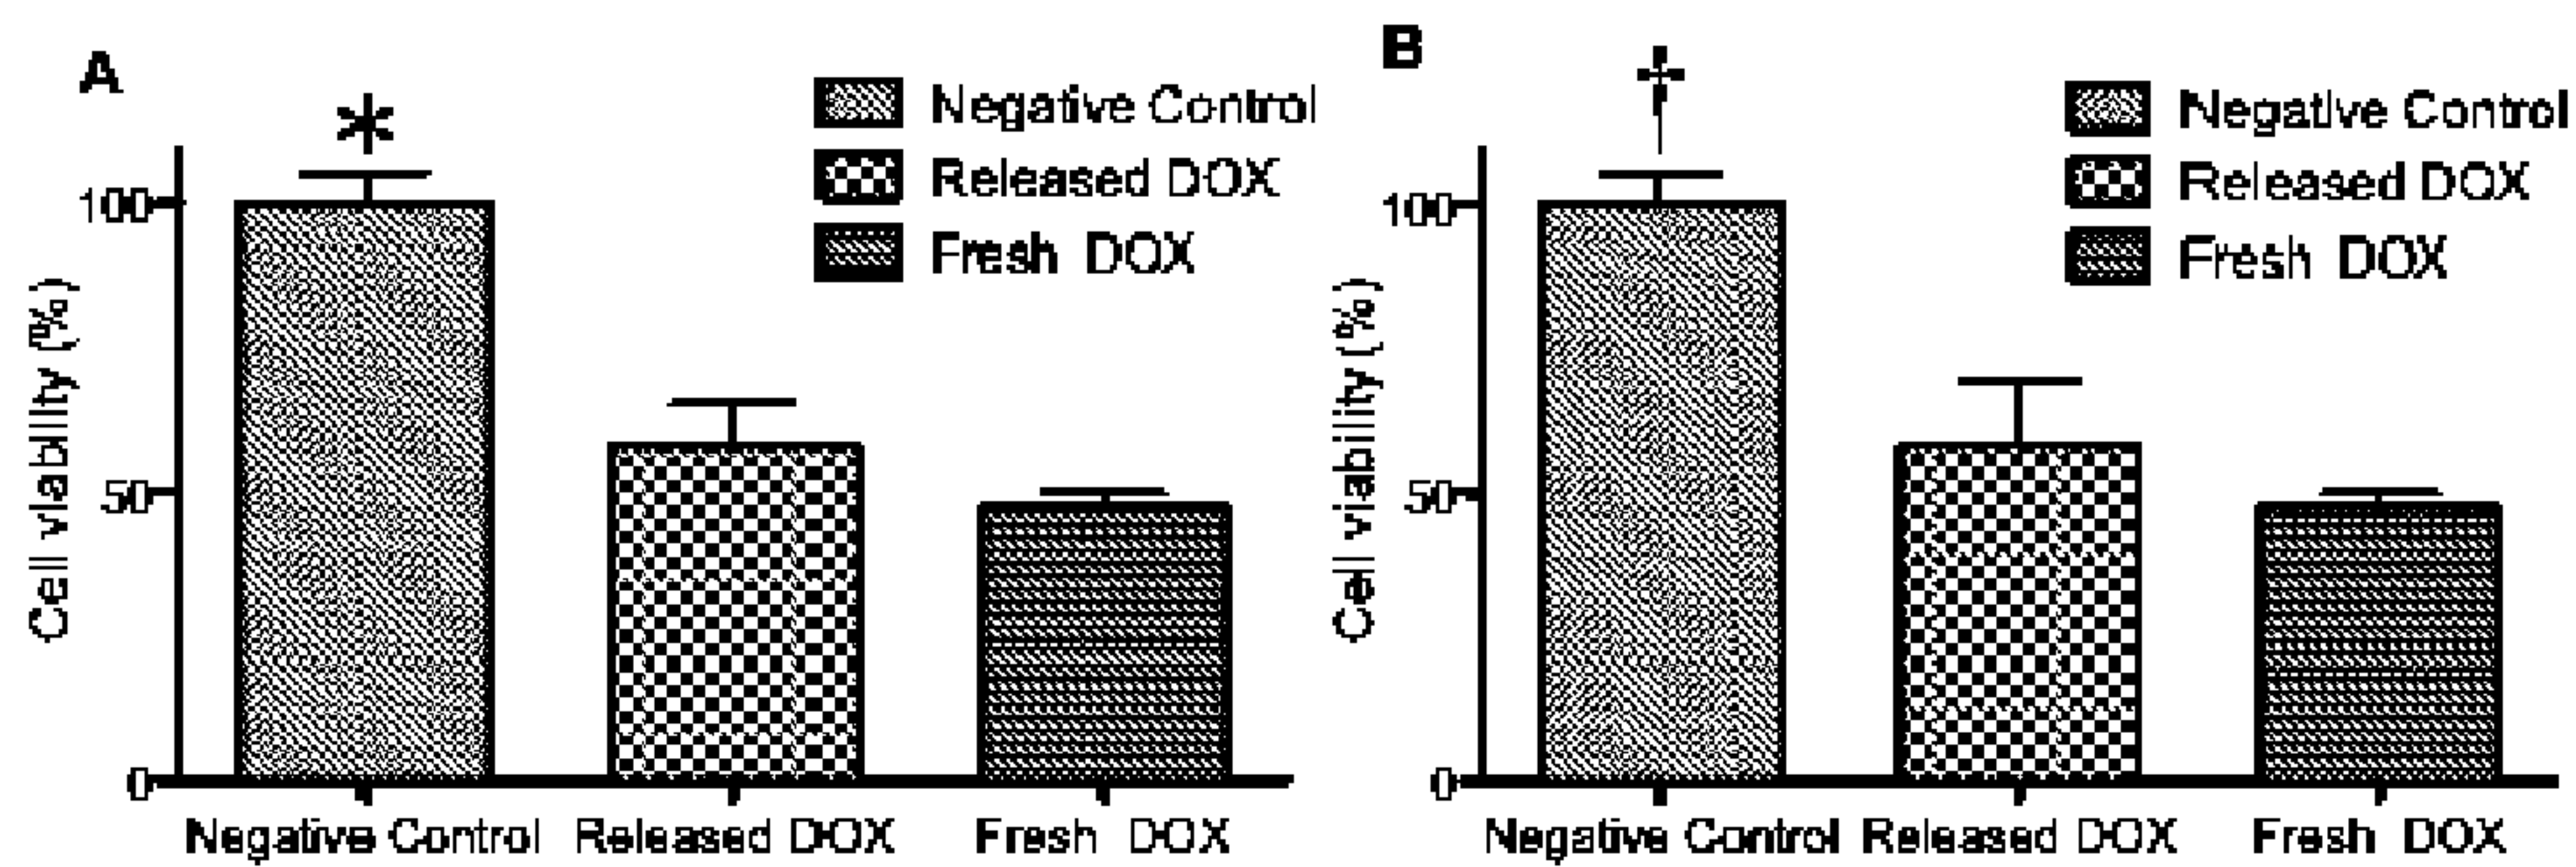 A
*
Negative Control
Released DOX
Fresh DOX
100
50
0
Cell viability (%)
Negative Control Released DOX Fresh DOX
B
†
Negative Control
Released DOX
Fresh DOX
100
50
0
Cell viability (%)
Negative Control Released DOX Fresh DOX